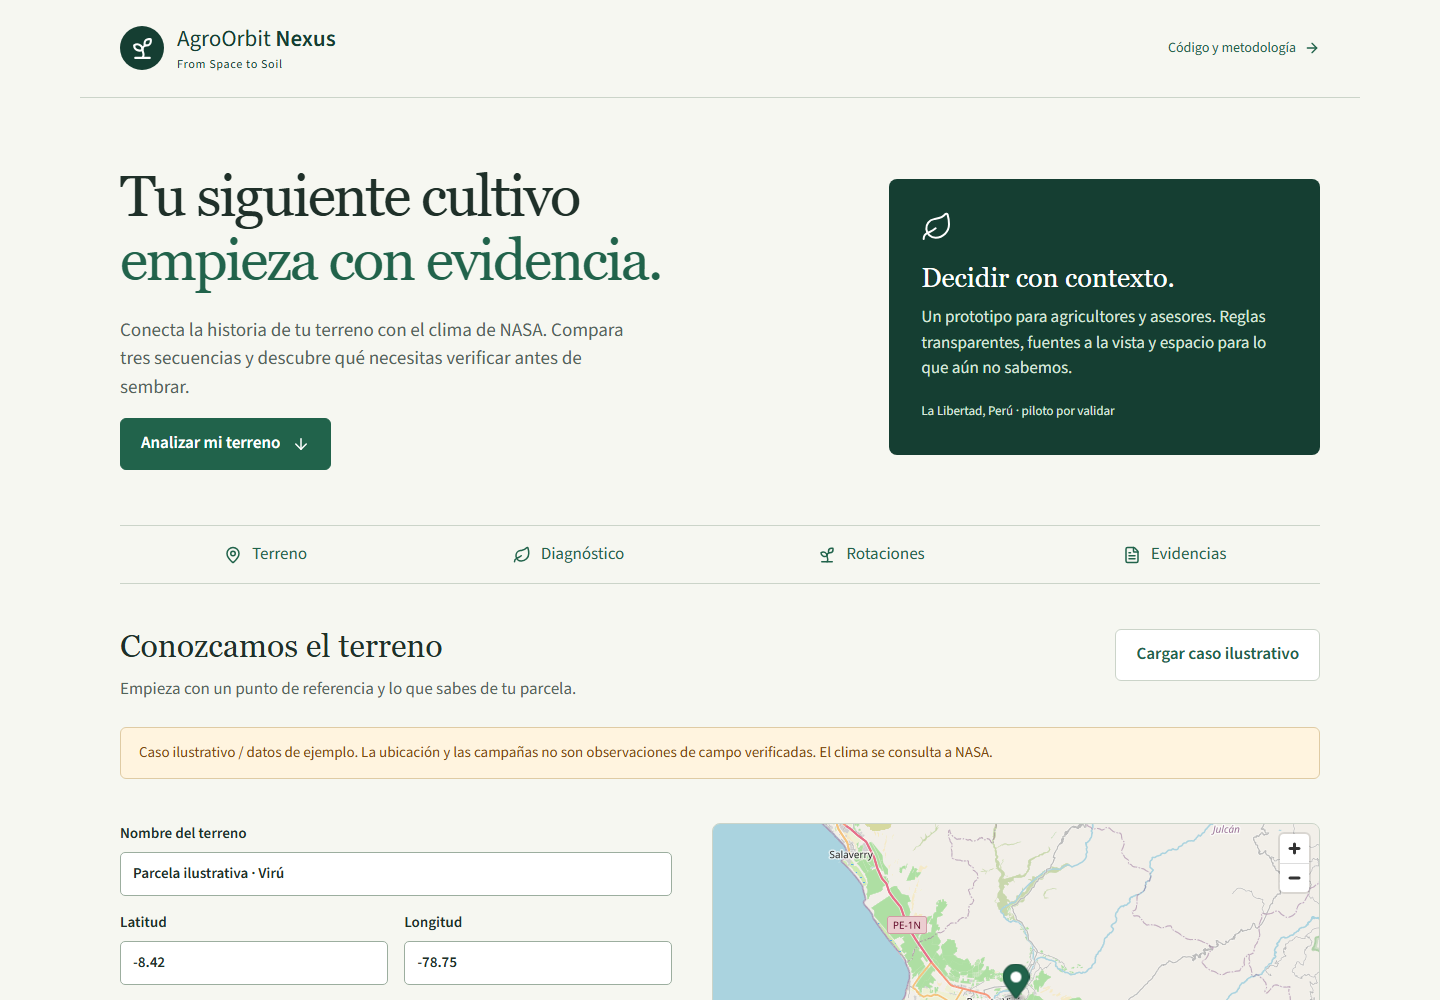 AgroOrbit Nexus
From Space to Soil
Código y metodología
Tu siguiente cultivo
empieza con evidencia.
Conecta la historia de tu terreno con el clima de NASA. Compara
tres secuencias y descubre qué necesitas verificar antes de
sembrar.
Analizar mi terreno
Decidir con contexto.
Un prototipo para agricultores y asesores. Reglas
transparentes, fuentes a la vista y espacio para lo
que aún no sabemos.
La Libertad, Perú · piloto por validar
Terreno
Diagnóstico
Rotaciones
Evidencias
Conozcamos el terreno
Empieza con un punto de referencia y lo que sabes de tu parcela.
Cargar caso ilustrativo
Caso ilustrativo / datos de ejemplo. La ubicación y las campañas no son observaciones de campo verificadas. El clima se consulta a NASA.
Nombre del terreno
Parcela ilustrativa · Virú
Latitud
Longitud
-8.42
-78.75
Julcán
Salaverry
PE-1N